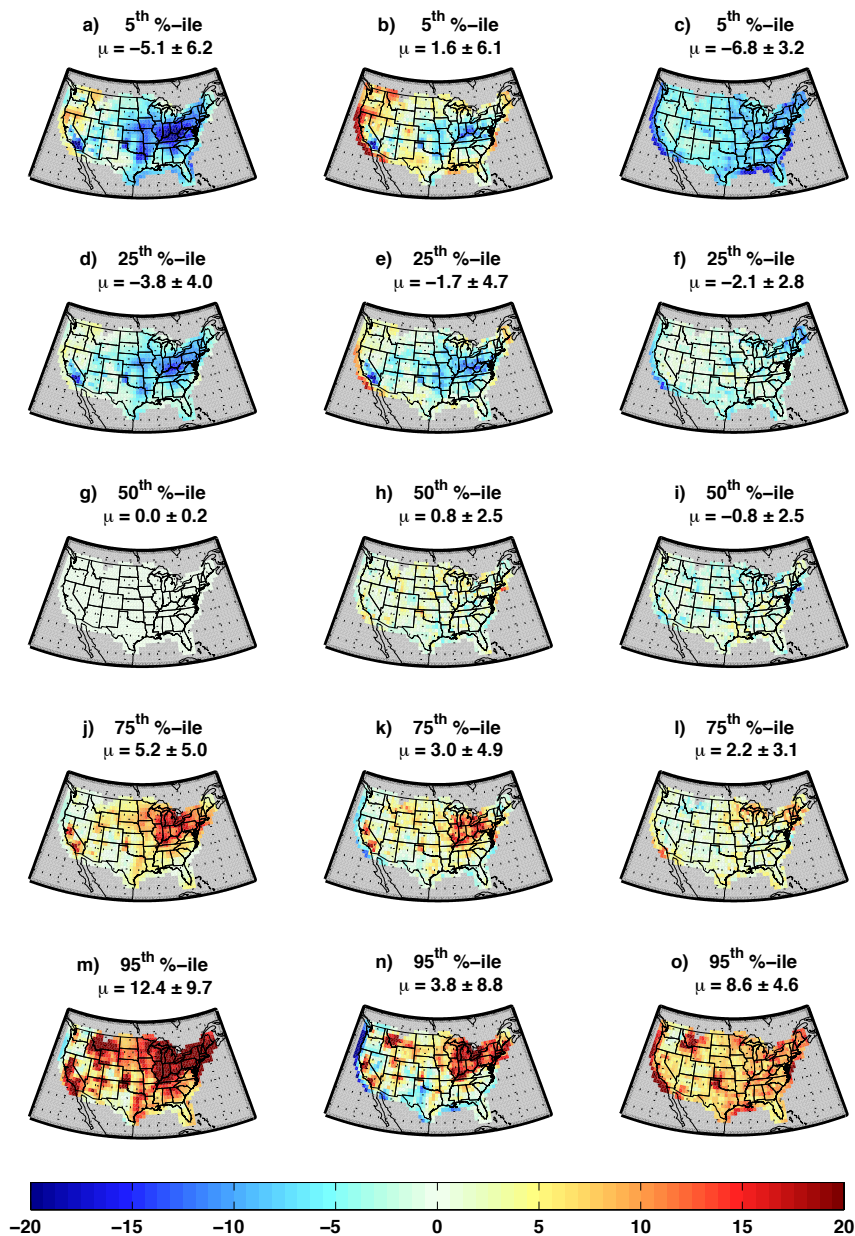 a) 5th %−ile
μ = −5.1 ± 6.2
b) 5th %−ile
μ = 1.6 ± 6.1
c) 5th %−ile
μ = −6.8 ± 3.2
d) 25th %−ile
μ = −3.8 ± 4.0
e) 25th %−ile
μ = −1.7 ± 4.7
f) 25th %−ile
μ = −2.1 ± 2.8
g) 50th %−ile
μ = 0.0 ± 0.2
h) 50th %−ile
μ = 0.8 ± 2.5
i) 50th %−ile
μ = −0.8 ± 2.5
j) 75th %−ile
μ = 5.2 ± 5.0
k) 75th %−ile
μ = 3.0 ± 4.9
l) 75th %−ile
μ = 2.2 ± 3.1
m) 95th %−ile
μ = 12.4 ± 9.7
n) 95th %−ile
μ = 3.8 ± 8.8
o) 95th %−ile
μ = 8.6 ± 4.6
−20 −15 −10 −5 0 5 10 15 20